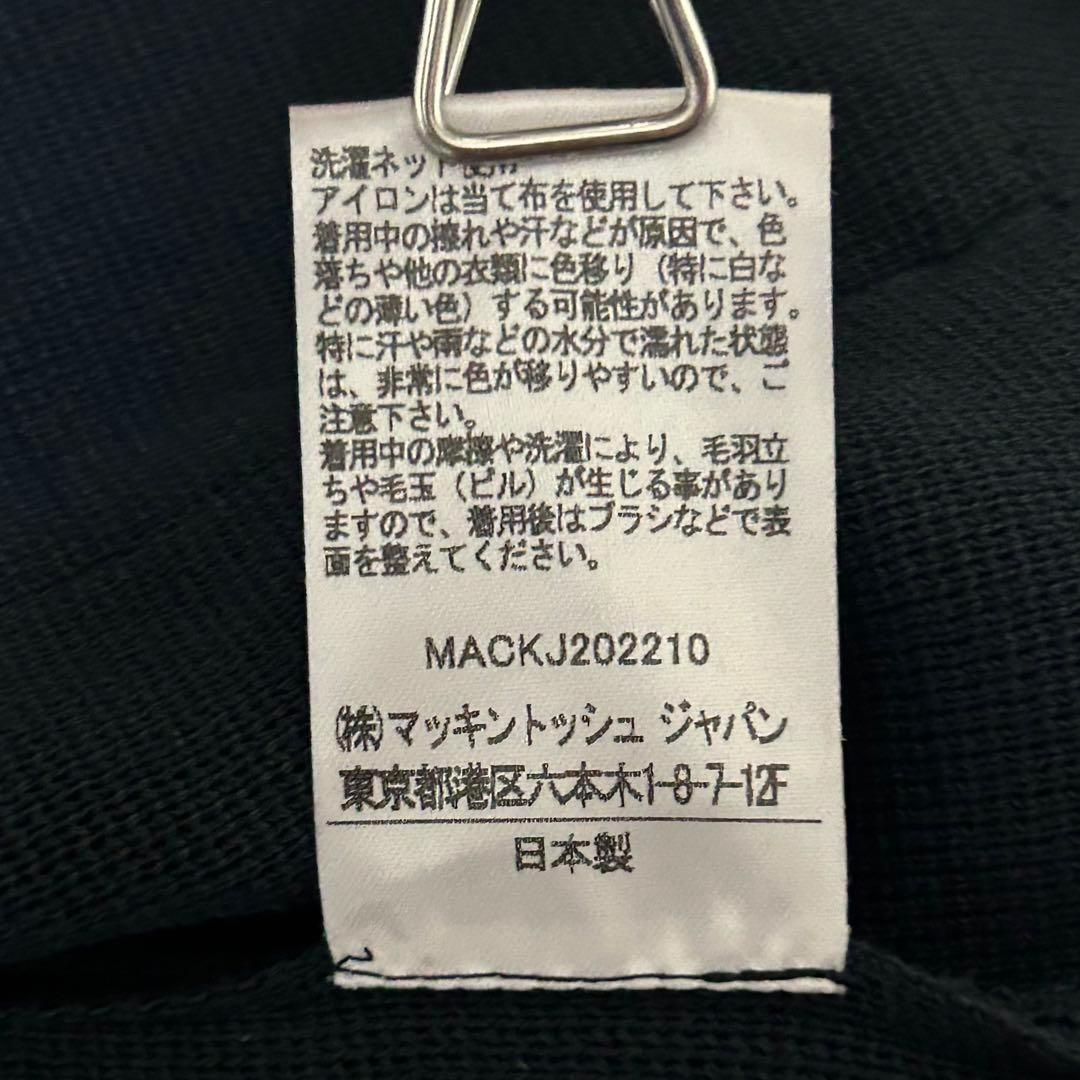 洗濯ネット使用
アイロンは当て布を使用して下さい。
着用中の擦れや汗などが原因で、色
落ちや他の衣類に色移り（特に白な
どの薄い色）する可能性があります。
特に汗や雨などの水分で濡れた状態
は、非常に色が移りやすいので、ご
注意下さい。
着用中の摩擦や洗濯により、毛羽立
ちや毛玉（ピル）が生じる事があり
ますので、着用後はブラシなどで表
面を整えてください。
MACKJ202210
㈱マッキントッシュ ジャパン
東京都港区六本木1-8-7-12F
日本製